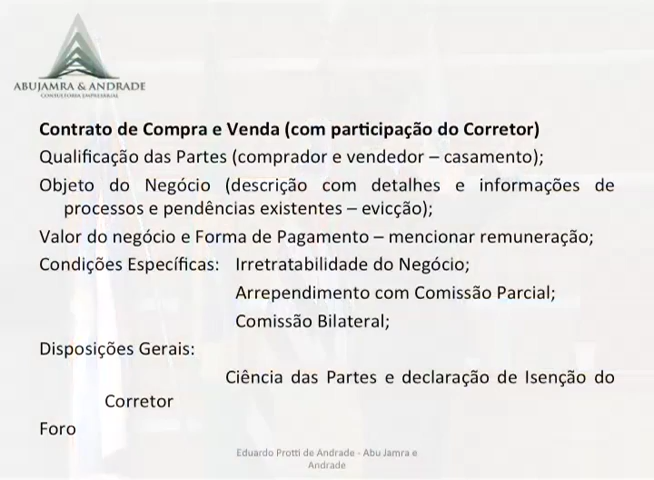 ABUJAMRA & ANDRADE
CONSULTORIA EMPRESARIAL
Contrato de Compra e Venda (com participação do Corretor)
Qualificação das Partes (comprador e vendedor – casamento);
Objeto do Negócio (descrição com detalhes e informações de
processos e pendências existentes – evicção);
Valor do negócio e Forma de Pagamento – mencionar remuneração;
Condições Específicas: Irretratabilidade do Negócio;
Arrependimento com Comissão Parcial;
Comissão Bilateral;
Disposições Gerais:
Ciência das Partes e declaração de Isenção do
Corretor
Foro
Eduardo Protti de Andrade - Abu Jamra e
Andrade